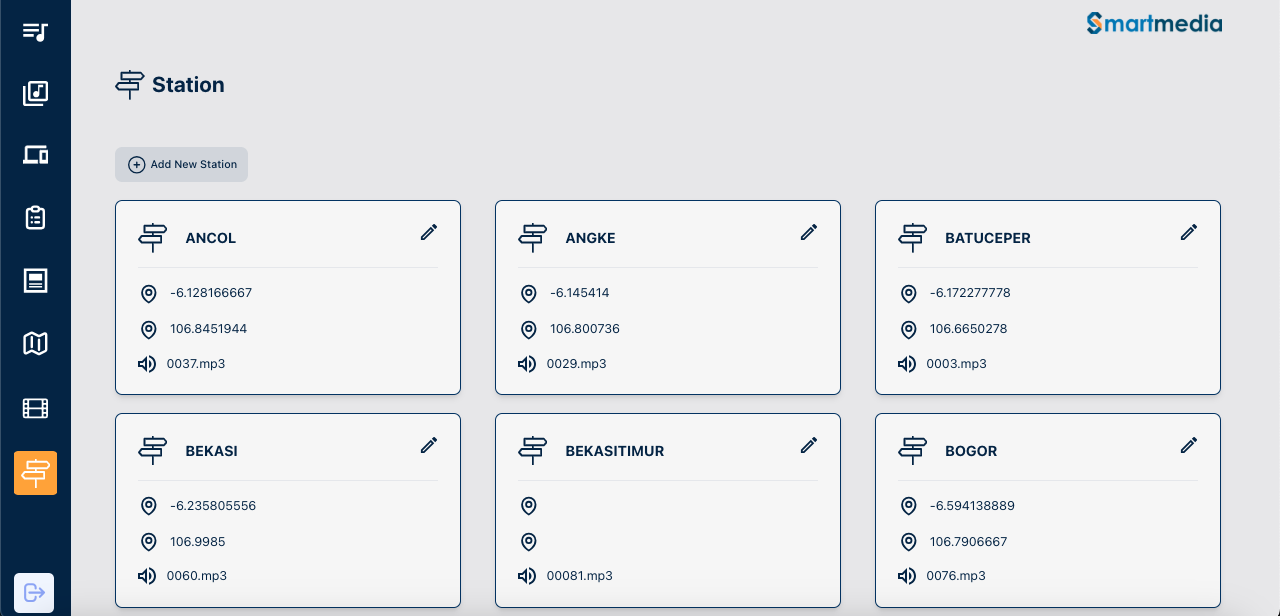 Smartmedia
Station
Add New Station
ANCOL
-6.128166667
106.8451944
0037.mp3
ANGKE
-6.145414
106.800736
0029.mp3
BATUCEPER
-6.172277778
106.6650278
0003.mp3
BEKASI
-6.235805556
106.9985
0060.mp3
BEKASITIMUR
00081.mp3
BOGOR
-6.594138889
106.7906667
0076.mp3